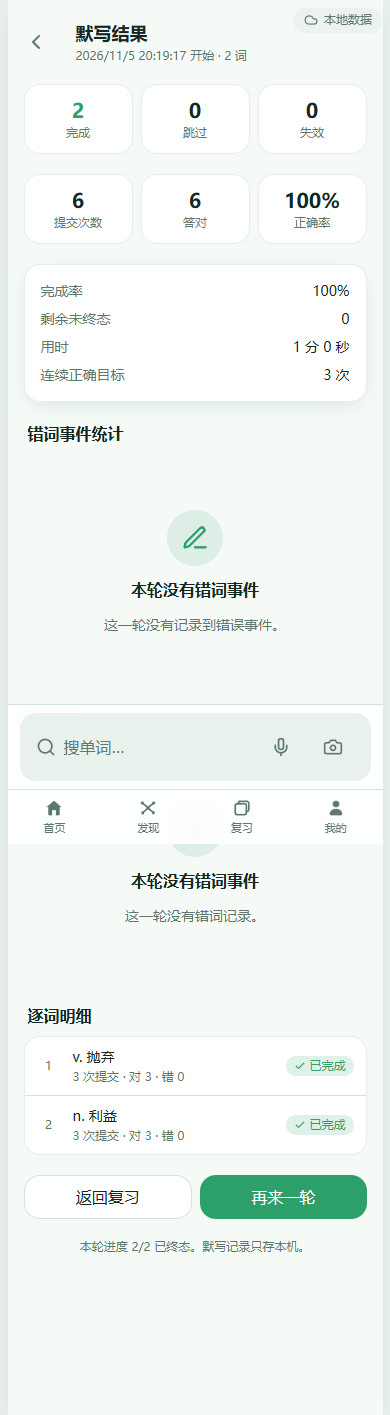 本地数据
默写结果
2026/11/5 20:19:17 开始 · 2 词
2
完成
0
跳过
0
失效
6
提交次数
6
答对
100%
正确率
完成率 100%
剩余未终态 0
用时 1 分 0 秒
连续正确目标 3 次
错词事件统计
本轮没有错词事件
这一轮没有记录到错误事件。
搜单词...
首页 发现 复习 我的
本轮没有错词事件
这一轮没有错词记录。
逐词明细
1 v. 抛弃
3 次提交 · 对 3 · 错 0
已完成
2 n. 利益
3 次提交 · 对 3 · 错 0
已完成
返回复习 再来一轮
本轮进度 2/2 已终态。默写记录只存本机。